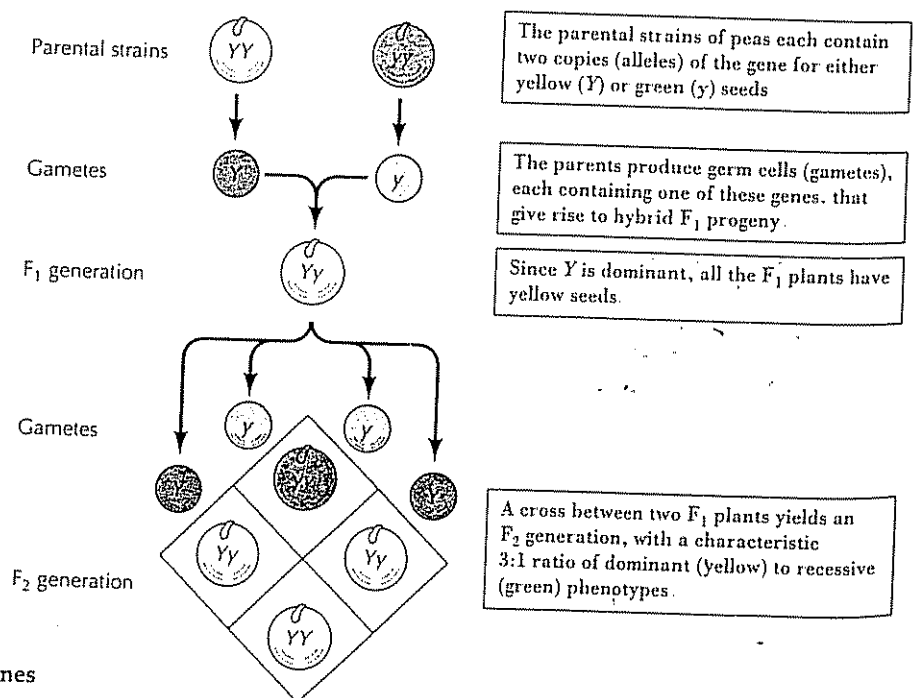 Parental strains
YY
yy
The parental strains of peas each contain
two copies (alleles) of the gene for either
yellow (Y) or green (y) seeds
Gametes
Y
y
The parents produce germ cells (gametes),
each containing one of these genes, that
give rise to hybrid F₁ progeny.
F₁ generation
Yy
Since Y is dominant, all the F₁ plants have
yellow seeds.
Gametes
y
y
Y
Y
yy
Yy
Yy
YY
F₂ generation
A cross between two F₁ plants yields an
F₂ generation, with a characteristic
3:1 ratio of dominant (yellow) to recessive
(green) phenotypes.
nes